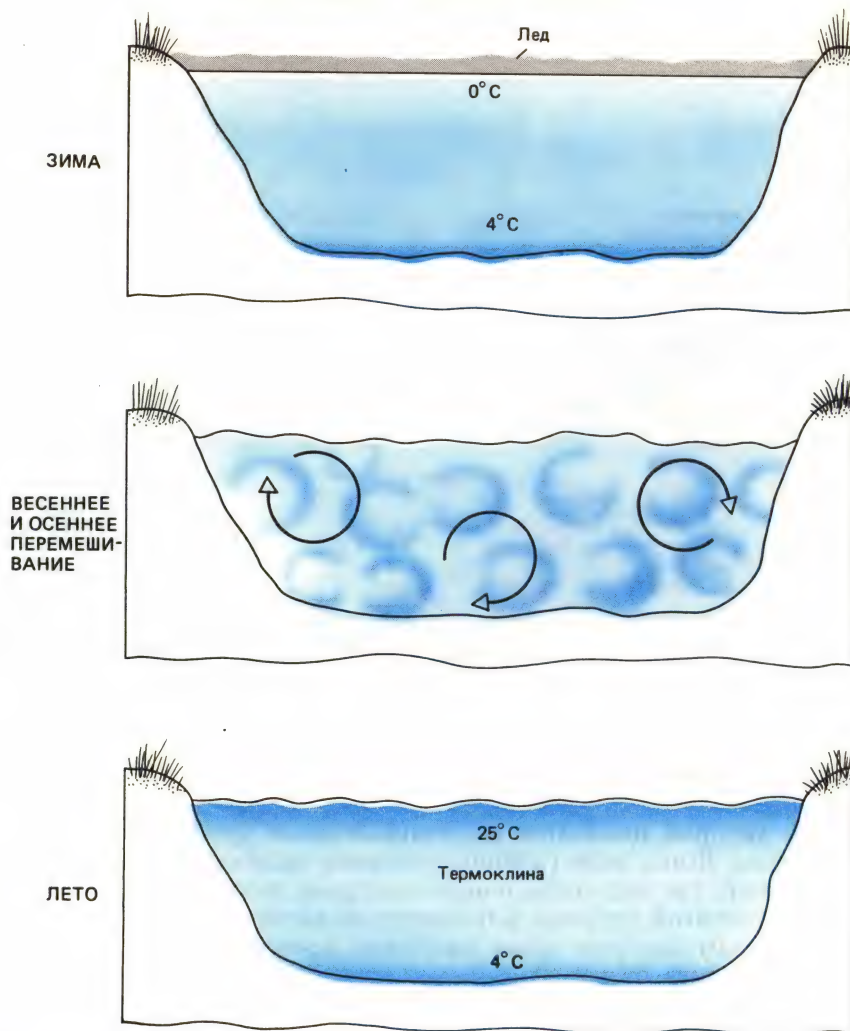 Лед
0°C
ЗИМА
4°C
ВЕСЕННЕЕ
И ОСЕННЕЕ
ПЕРЕМЕШИ-
ВАНИЕ
25°C
Термоклина
ЛЕТО
4°C